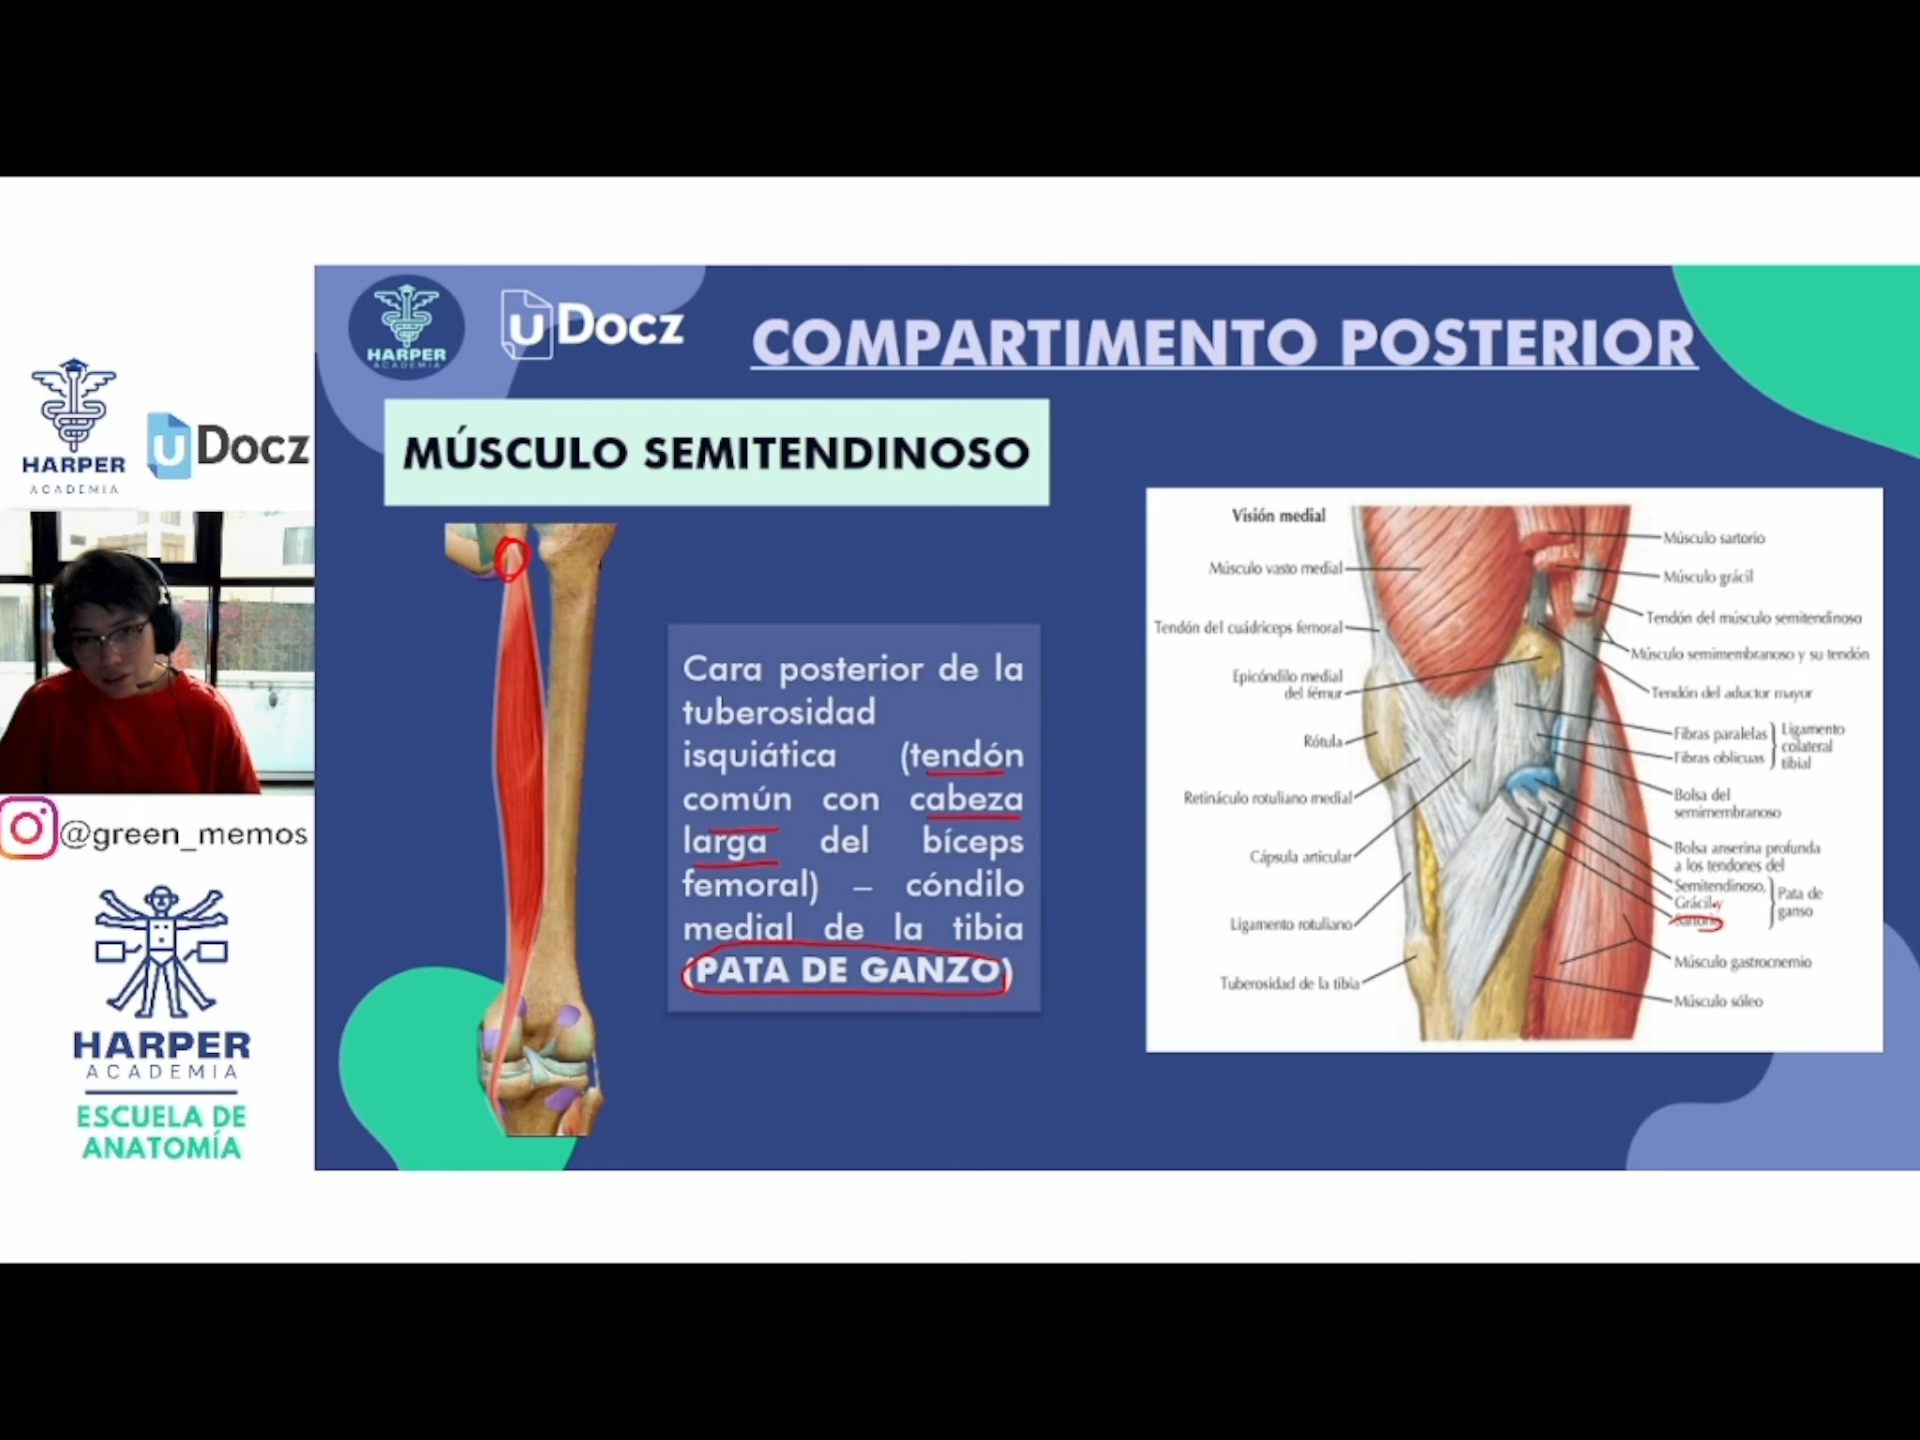 HARPER
ACADEMIA
uDocz
COMPARTIMENTO POSTERIOR
MÚSCULO SEMITENDINOSO
HARPER
ACADEMIA
uDocz
@green_memos
HARPER
ACADEMIA
ESCUELA DE
ANATOMÍA
Cara posterior de la
tuberosidad
isquiática (tendón
común con cabeza
larga del bíceps
femoral) – cóndilo
medial de la tibia
(PATA DE GANZO)
Visión medial
Músculo vasto medial
Tendón del cuádriceps femoral
Epicóndilo medial
del fémur
Rótula
Retináculo rotuliano medial
Cápsula articular
Ligamento rotuliano
Tuberosidad de la tibia
Músculo sartorio
Músculo grácil
Tendón del músculo semitendinoso
Músculo semimembranoso y su tendón
Tendón del aductor mayor
Fibras paralelas
Fibras oblicuas
Ligamento
colateral
tibial
Bolsa del
semimembranoso
Bolsa anserina profunda
a los tendones del
Semitendinoso,
Grácil y
Sartorio
Pata de
ganso
Músculo gastrocnemio
Músculo sóleo